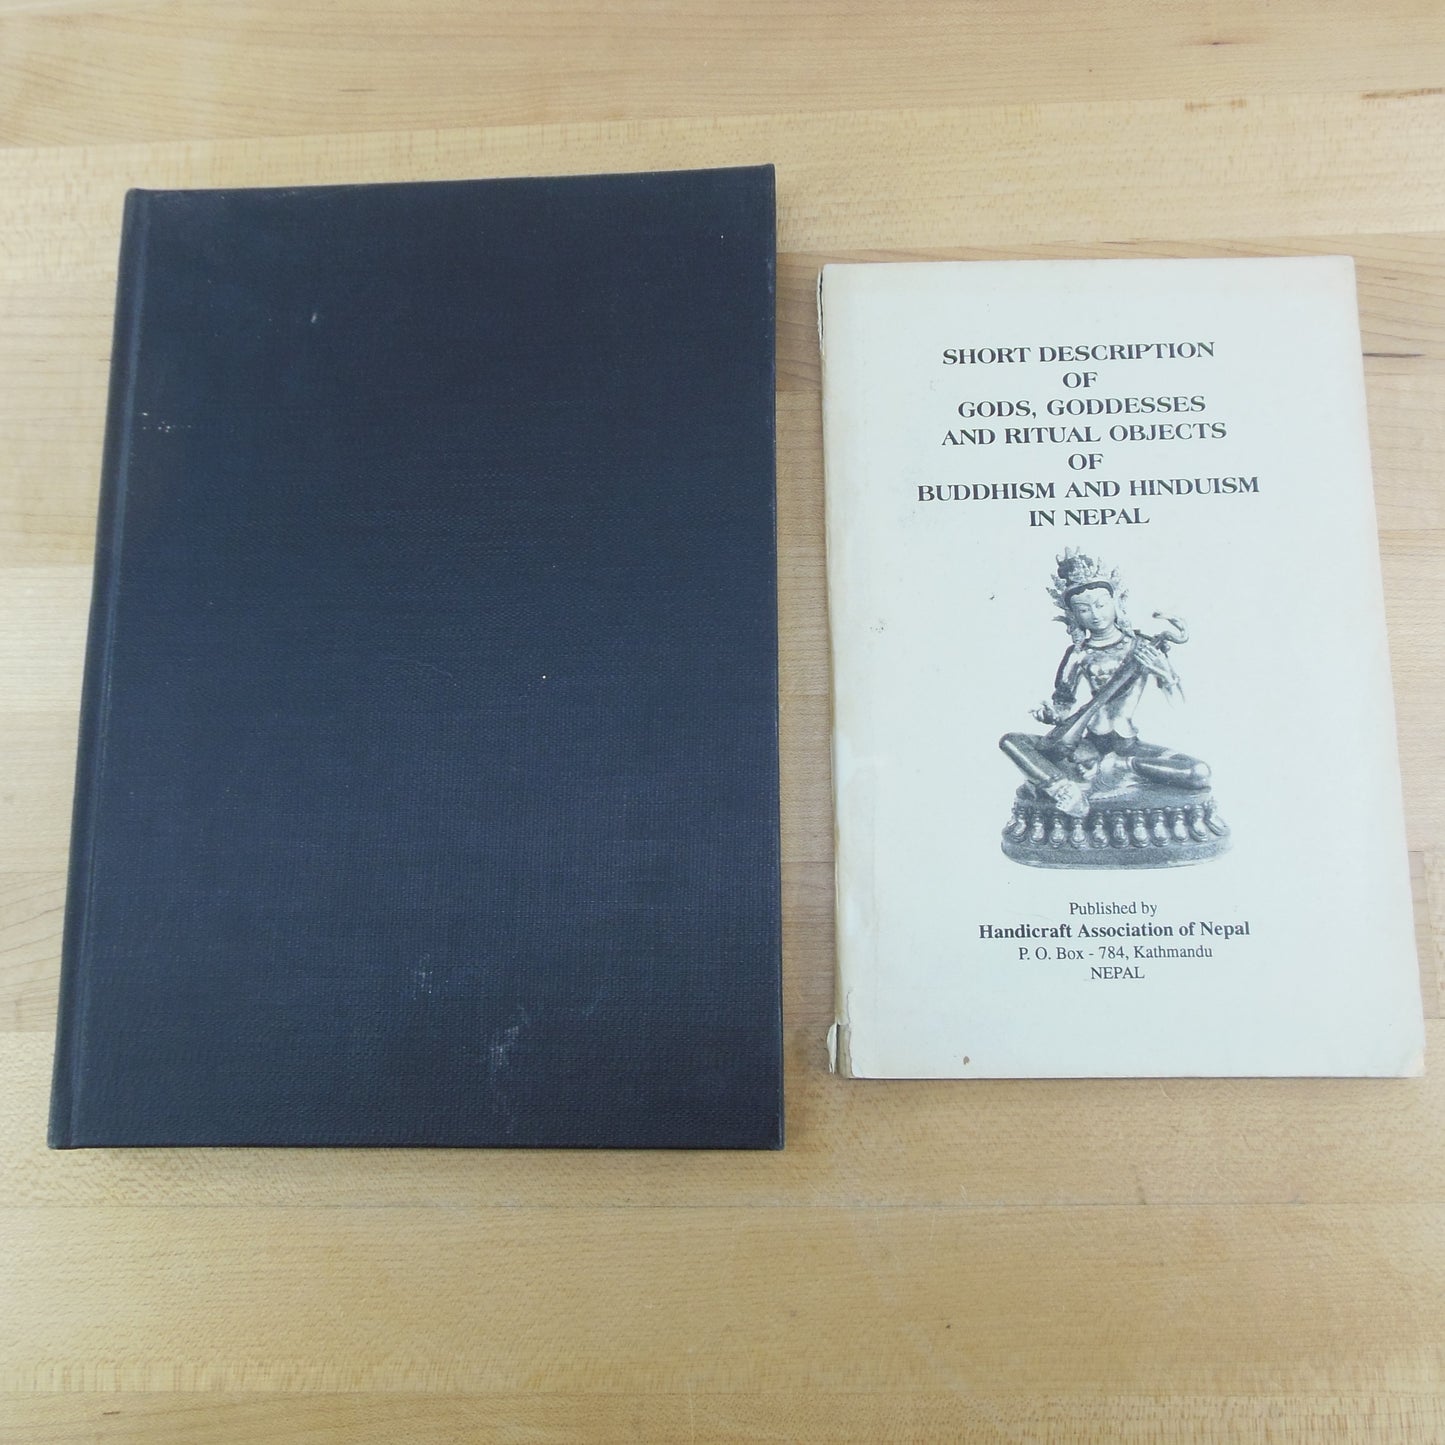 SHORT DESCRIPTION
OF
GODS, GODDESSES
AND RITUAL OBJECTS
OF
BUDDHISM AND HINDUISM
IN NEPAL
Published by
Handicraft Association of Nepal
P. O. Box - 784, Kathmandu
NEPAL